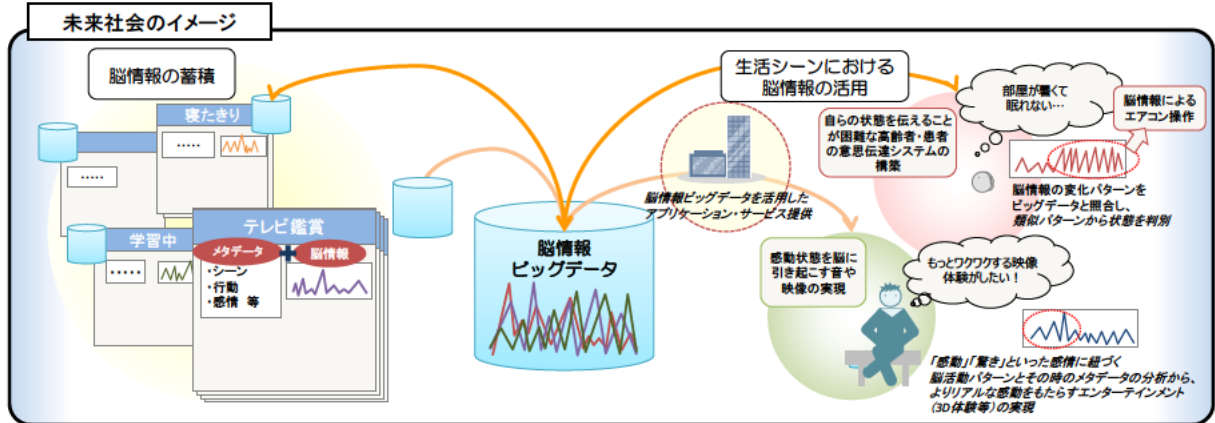 未来社会のイメージ
脳情報の蓄積
寝たきり
‥‥‥
‥‥‥
学習中
‥‥‥
テレビ鑑賞
メタデータ
脳情報
・シーン
・行動
・感情 等
脳情報
ビッグデータ
生活シーンにおける
脳情報の活用
脳情報ビッグデータを活用した
アプリケーション・サービス提供
自らの状態を伝えること
が困難な高齢者・患者
の意思伝達システムの
構築
部屋が暑くて
眠れない…
脳情報による
エアコン操作
脳情報の変化パターンを
ビッグデータと照合し、
類似パターンから状態を判別
感動状態を脳に
引き起こす音や
映像の実現
もっとワクワクする映像
体験がしたい！
「感動」「驚き」といった感情に紐づく
脳活動パターンとその時のメタデータの分析から、
よりリアルな感動をもたらすエンターテインメント
（3D体験等）の実現